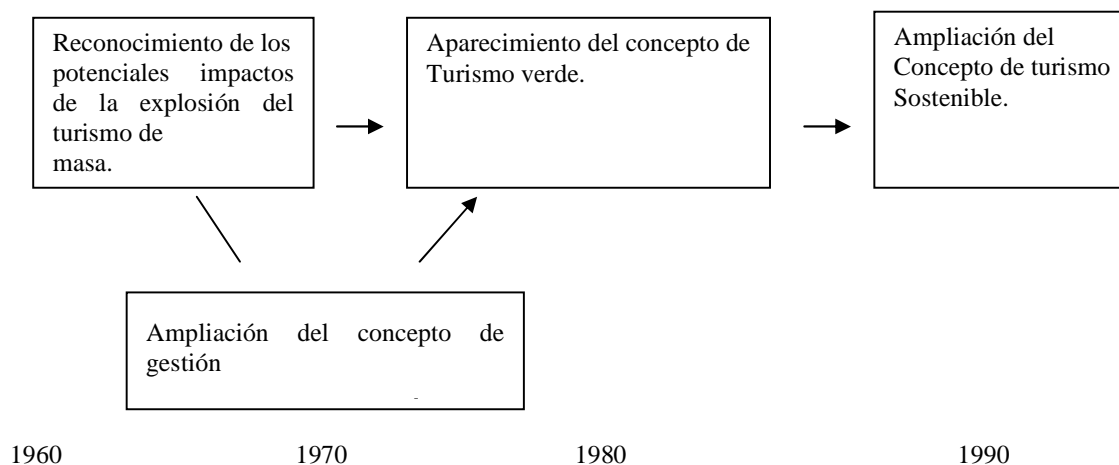 Reconocimiento de los
potenciales impactos
de la explosión del
turismo de
masa.
Aparecimiento del concepto de
Turismo verde.
Ampliación del
Concepto de turismo
Sostenible.
Ampliación del concepto de
gestión
1960 1970 1980 1990